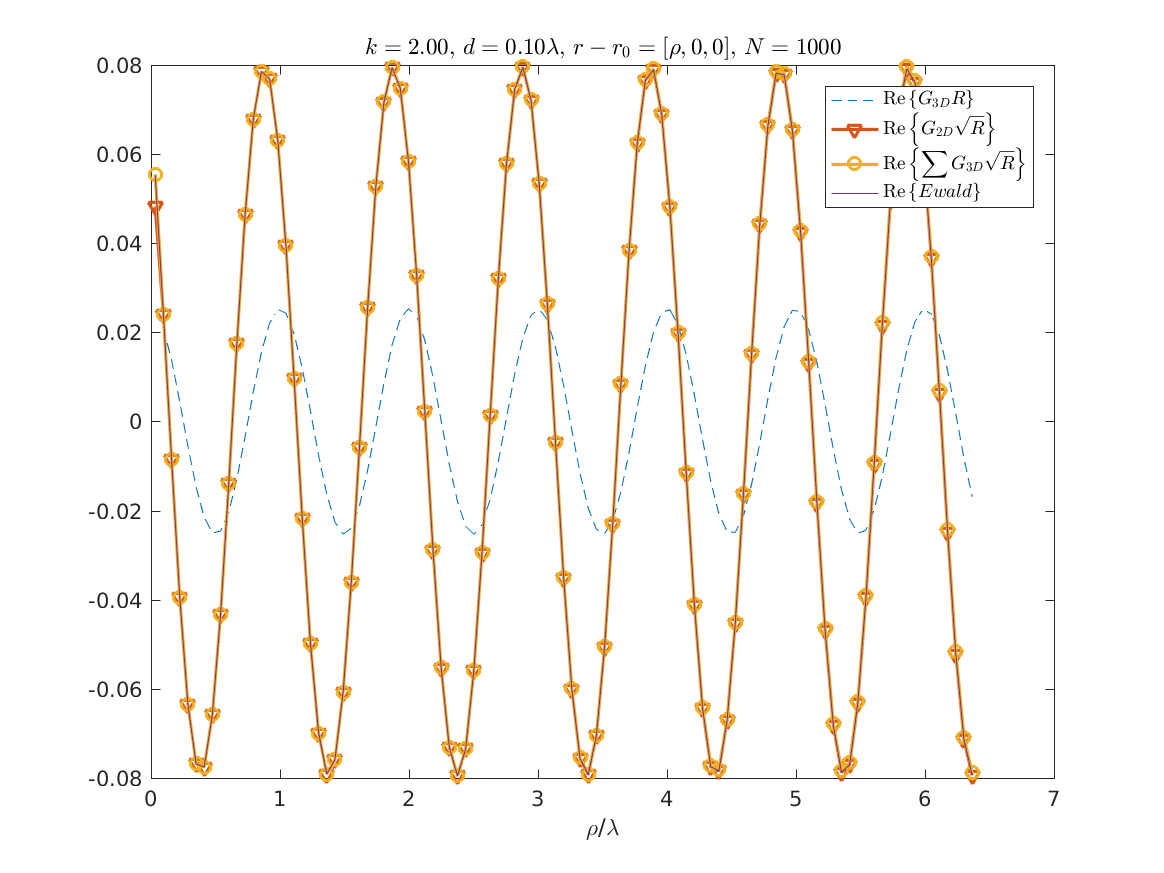 k = 2.00, d = 0.10λ, r − r₀ = [ρ, 0, 0], N = 1000
0.08
0.06
0.04
0.02
0
-0.02
-0.04
-0.06
-0.08
Re {G₃DR}
Re {G₂D√R}
Re {∑ G₃D√R}
Re {Ewald}
0 1 2 3 4 5 6 7
ρ/λ